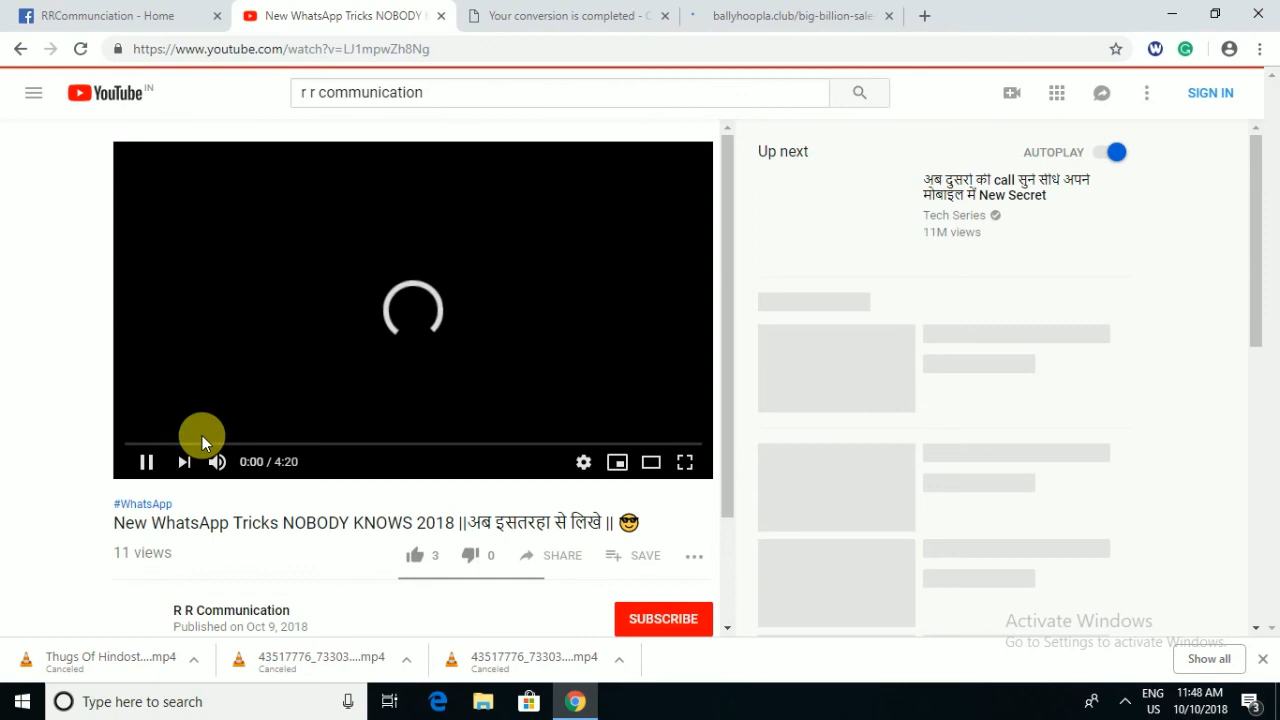 RRCommunciation - Home
New WhatsApp Tricks NOBODY
Your conversion is completed - C
ballyhoopla.club/big-billion-sale
https://www.youtube.com/watch?v=LJ1mpwZh8Ng
YouTube IN
r r communication
SIGN IN
Up next
AUTOPLAY
अब दुसरों की call सुने सीधे अपने
मोबाइल में New Secret
Tech Series
11M views
0:00 / 4:20
#WhatsApp
New WhatsApp Tricks NOBODY KNOWS 2018 ||अब इसतरहा से लिखे ||
11 views
3
0
SHARE
SAVE
R R Communication
Published on Oct 9, 2018
SUBSCRIBE
Activate Windows
Go to Settings to activate Windows.
Thugs Of Hindost....mp4
Canceled
43517776_73303....mp4
Canceled
43517776_73303....mp4
Canceled
Show all
Type here to search
ENG
US
11:48 AM
10/10/2018
3